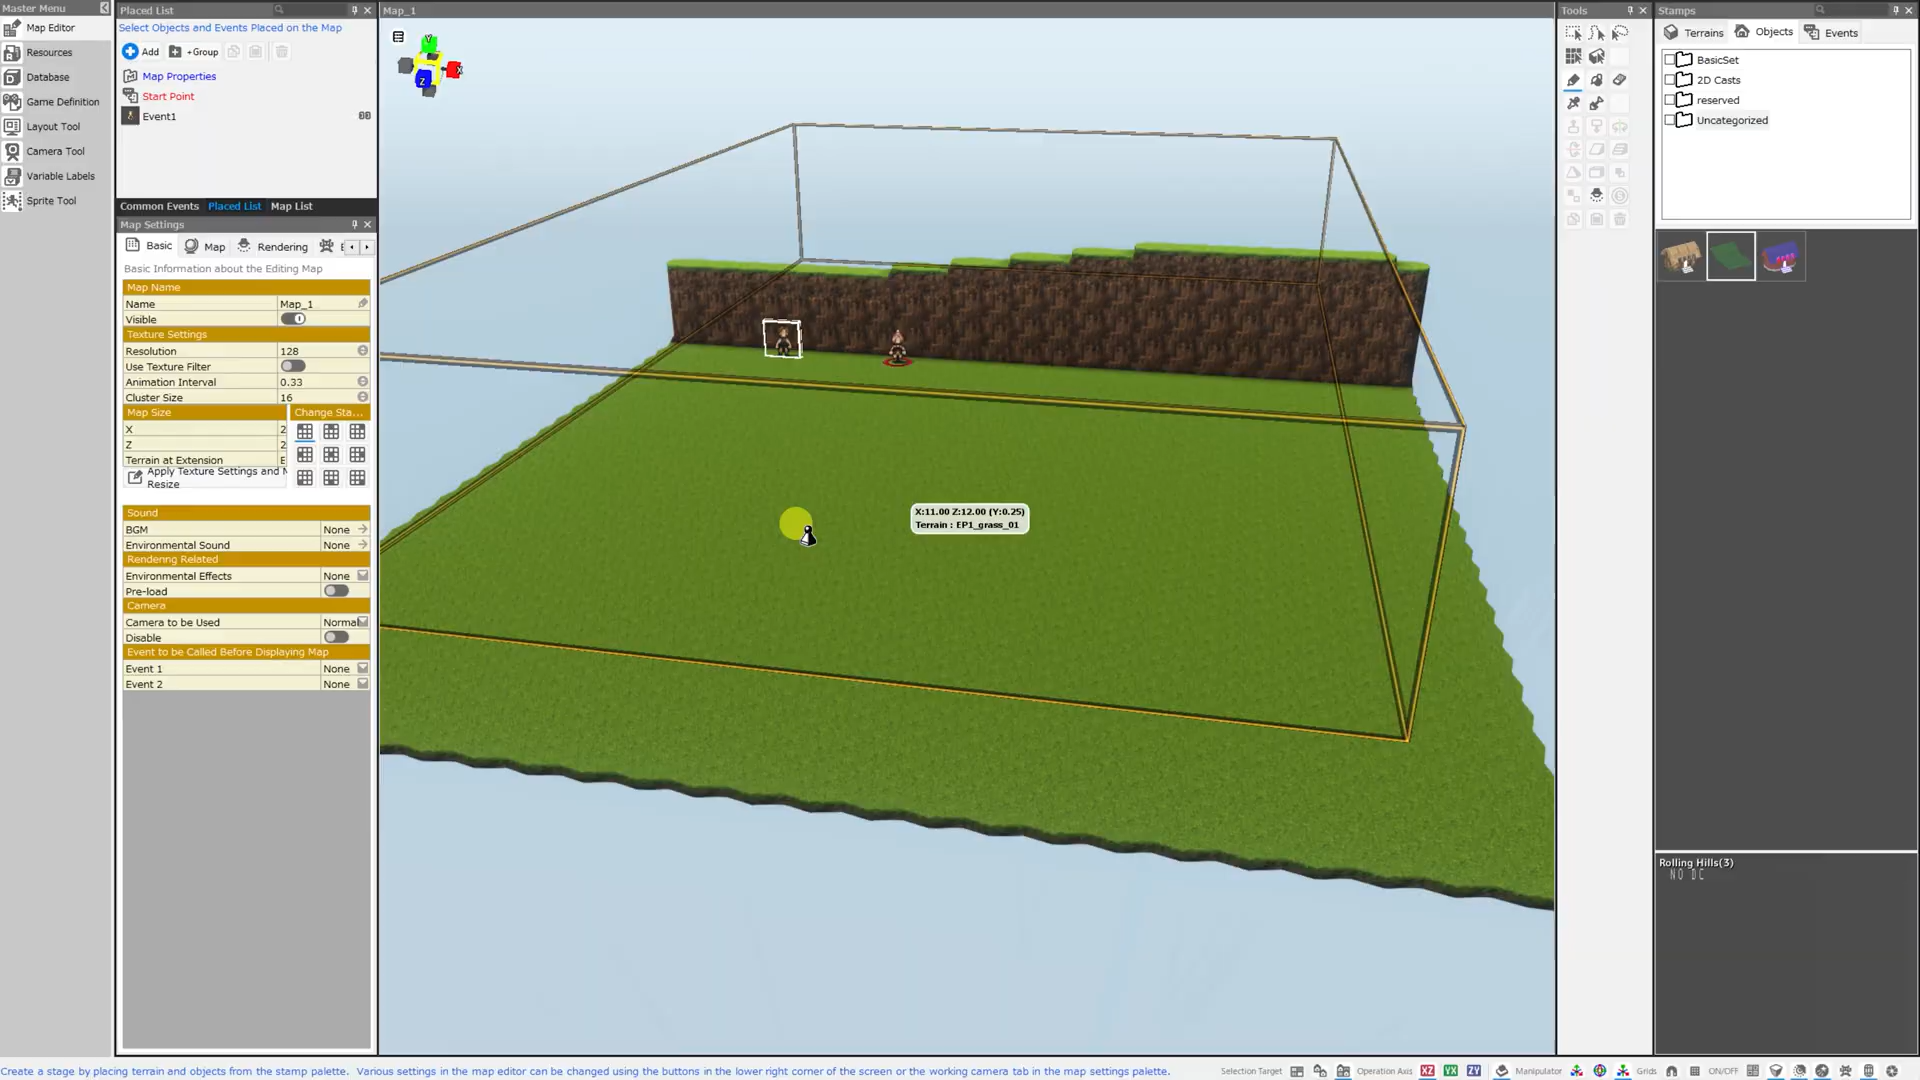 Master Menu
Map Editor
Resources
Database
Game Definition
Layout Tool
Camera Tool
Variable Labels
Sprite Tool
Placed List
Select Objects and Events Placed on the Map
Add
+Group
Map Properties
Start Point
Event1
Common Events Placed List Map List
Map Settings
Basic Map Rendering E
Basic Information about the Editing Map
Map Name
Name Map_1
Visible
Texture Settings
Resolution 128
Use Texture Filter
Animation Interval 0.33
Cluster Size 16
Map Size Change Sta...
X 2
Z 2
Terrain at Extension E
Apply Texture Settings and M
Resize
Sound
BGM None
Environmental Sound None
Rendering Related
Environmental Effects None
Pre-load
Camera
Camera to be Used Normal
Disable
Event to be Called Before Displaying Map
Event 1 None
Event 2 None
Map_1
Y
X
Z
X:11.00 Z:12.00 (Y:0.25)
Terrain : EP1_grass_01
Tools
Stamps
Terrains Objects Events
BasicSet
2D Casts
reserved
Uncategorized
Rolling Hills(3)
Create a stage by placing terrain and objects from the stamp palette. Various settings in the map editor can be changed using the buttons in the lower right corner of the screen or the working camera tab in the map settings palette.
Selection Target Operation Axis XZ YX ZY Manipulator Grids ON/OFF